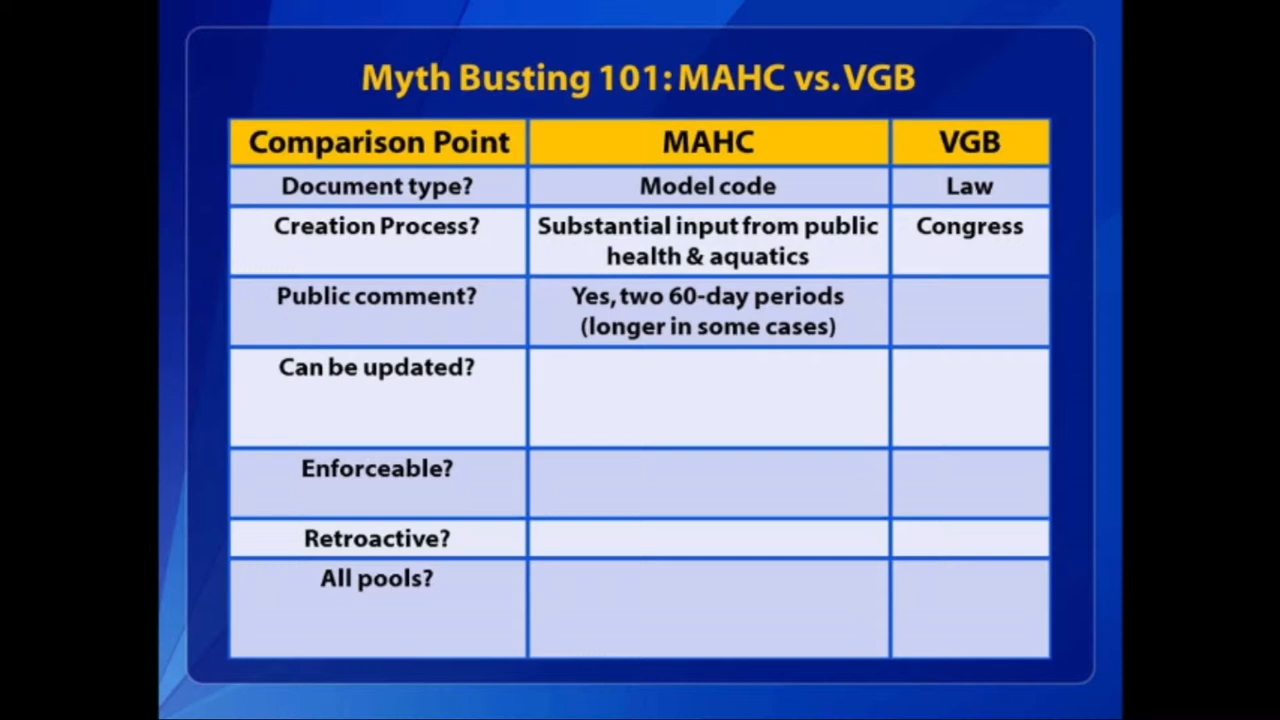 Myth Busting 101: MAHC vs. VGB
Comparison Point MAHC VGB
Document type? Model code Law
Creation Process? Substantial input from public Congress
health & aquatics
Public comment? Yes, two 60-day periods
(longer in some cases)
Can be updated?
Enforceable?
Retroactive?
All pools?